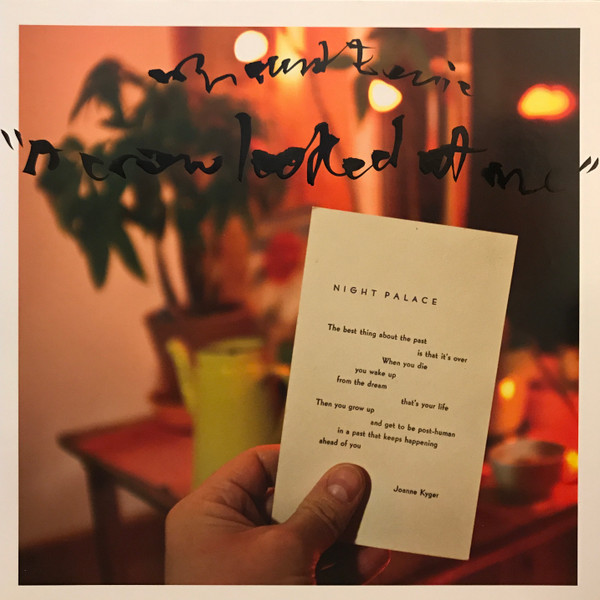 mount eerie
"A crow looked at me"
NIGHT PALACE
The best thing about the past
is that it's over
When you die
you wake up
from the dream
that's your life
Then you grow up
and get to be post-human
in a past that keeps happening
ahead of you
Joanne Kyger